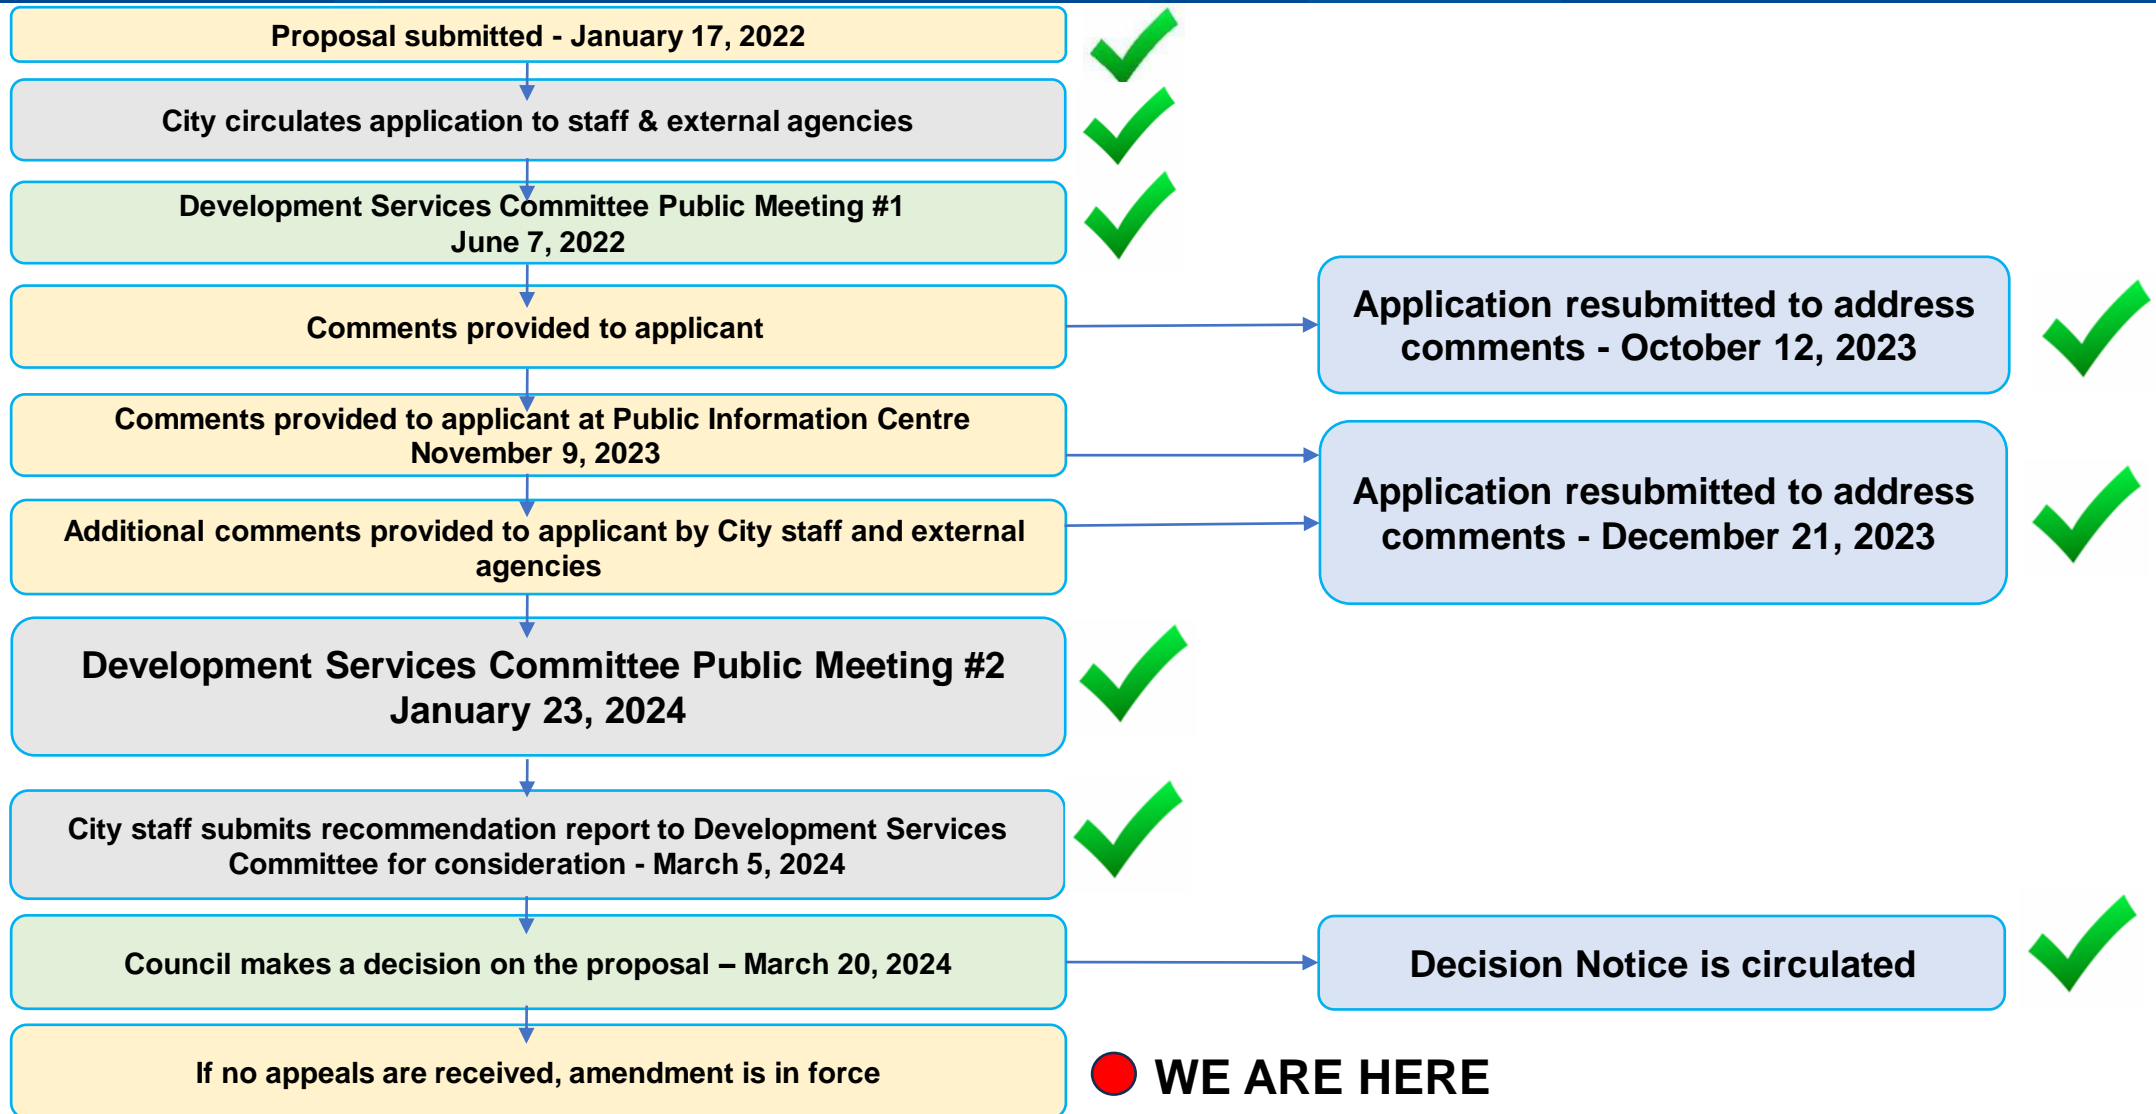 Proposal submitted - January 17, 2022
City circulates application to staff & external agencies
Development Services Committee Public Meeting #1
June 7, 2022
Comments provided to applicant
Application resubmitted to address
comments - October 12, 2023
Comments provided to applicant at Public Information Centre
November 9, 2023
Additional comments provided to applicant by City staff and external
agencies
Application resubmitted to address
comments - December 21, 2023
Development Services Committee Public Meeting #2
January 23, 2024
City staff submits recommendation report to Development Services
Committee for consideration - March 5, 2024
Council makes a decision on the proposal – March 20, 2024
Decision Notice is circulated
If no appeals are received, amendment is in force
WE ARE HERE